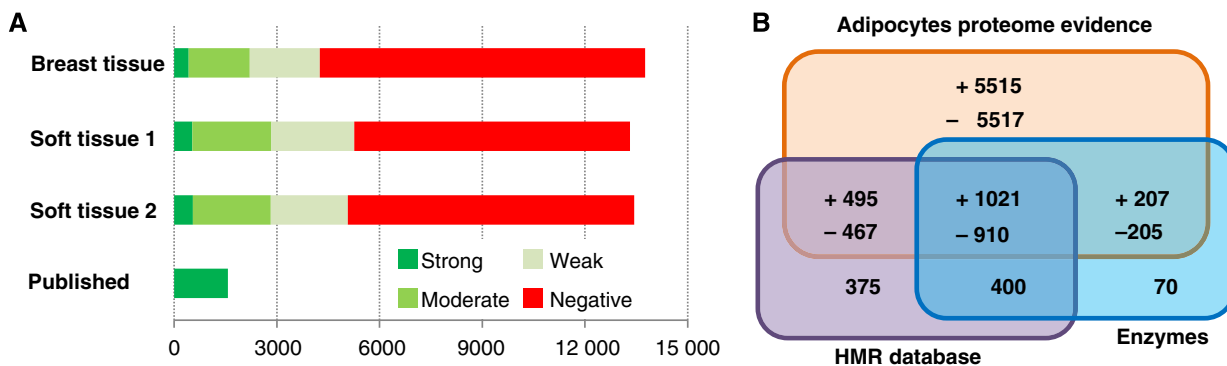 A
Breast tissue
Soft tissue 1
Soft tissue 2
Published
Strong
Weak
Moderate
Negative
0
3000
6000
9000
12 000
15 000
B
Adipocytes proteome evidence
+ 5515
– 5517
+ 495
– 467
+ 1021
– 910
+ 207
–205
375
400
70
Enzymes
HMR database